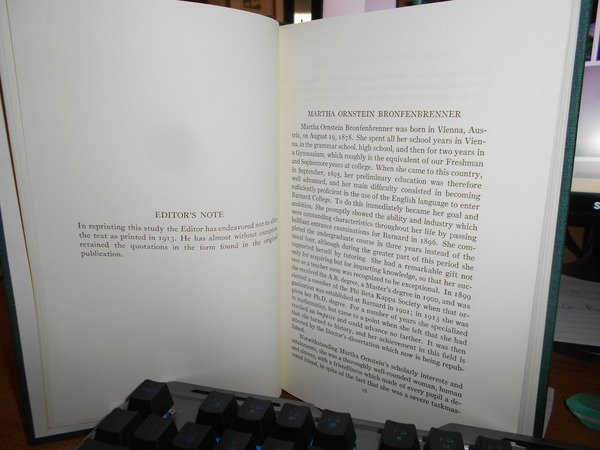 EDITOR'S NOTE
In reprinting this study the Editor has endeavored not to alter
the text as printed in 1913. He has almost without exception
retained the quotations in the form found in the original
publication.
MARTHA ORNSTEIN BRONFENBRENNER
Martha Ornstein Bronfenbrenner was born in Vienna, Aus-
tria, on August 19, 1878. She spent all her school years in Vien-
na, in the grammar school, high school, and then for two years in
a Gymnasium, which roughly is the equivalent of our Freshman
and Sophomore years at college. When she came to this country,
in September, 1895, her preliminary education was therefore
well advanced, and her main difficulty consisted in becoming
sufficiently proficient in the use of the English language to enter
Barnard College. To do this immediately became her goal and
ambition. She promptly showed the ability and industry which
were outstanding characteristics throughout her life by passing
brilliant entrance examinations for Barnard in 1896. She com-
pleted the undergraduate course in three years instead of the
usual four, although during the greater part of this period she
supported herself by tutoring. She had a remarkable gift not
only for acquiring but for imparting knowledge, so that her suc-
cess as a teacher soon was recognized to be exceptional. In 1899
she received the A.B. degree, a Master's degree in 1900, and was
elected a member of the Phi Beta Kappa Society when that or-
ganization was established at Barnard in 1901; in 1913 she was
given her Ph.D. degree. For a number of years she specialized
in mathematics, but came to a point when she felt that she had
reached an impasse and could advance no farther. It was then
that she turned to history, and her achievement in this field is
attested by the Doctor's dissertation which now is being repub-
lished.
Notwithstanding Martha Ornstein's scholarly interests and
attainments, she was a thoroughly well-rounded woman, human
and sincere, with a friendliness which made of every pupil a de-
voted friend, in spite of the fact that she was a severe taskmas-
vii